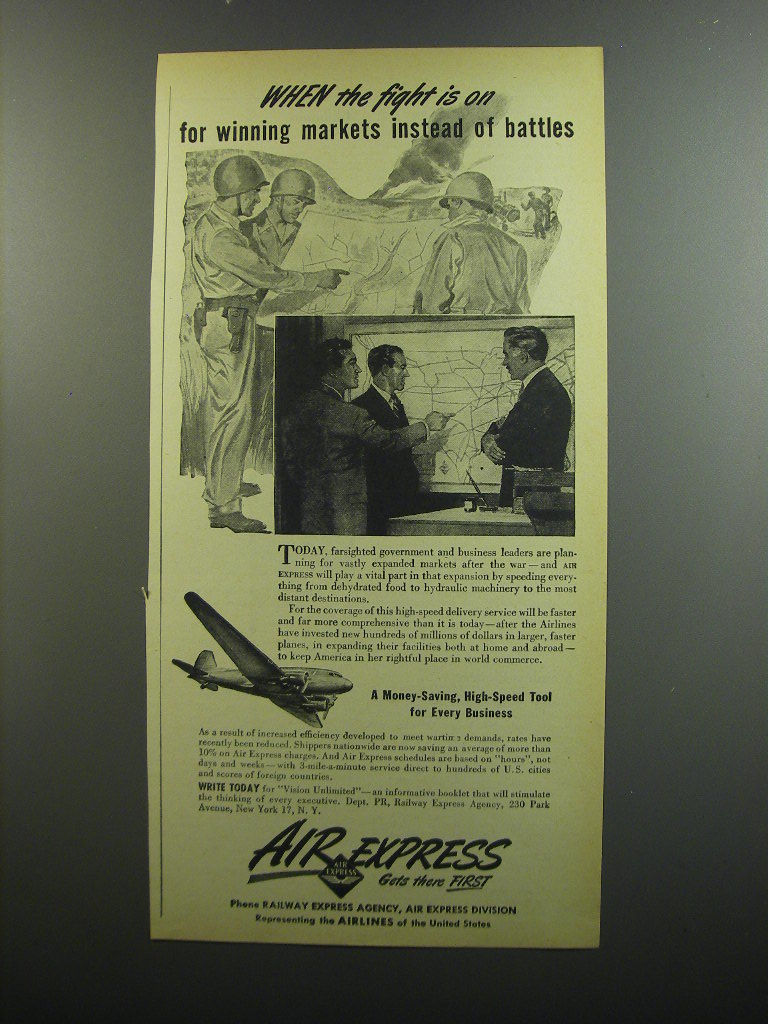 WHEN the fight is on
for winning markets instead of battles
TODAY, farsighted government and business leaders are plan-
ning for vastly expanded markets after the war—and AIR
EXPRESS will play a vital part in that expansion by speeding every-
thing from dehydrated food to hydraulic machinery to the most
distant destinations.
For the coverage of this high-speed delivery service will be faster
and far more comprehensive than it is today—after the Airlines
have invested new hundreds of millions of dollars in larger, faster
planes, in expanding their facilities both at home and abroad—
to keep America in her rightful place in world commerce.
A Money-Saving, High-Speed Tool
for Every Business
As a result of increased efficiency developed to meet wartime demands, rates have
recently been reduced. Shippers nationwide are now saving an average of more than
10% on Air Express charges. And Air Express schedules are based on "hours", not
days and weeks—with 3-mile-a-minute service direct to hundreds of U.S. cities
and scores of foreign countries.
WRITE TODAY for "Vision Unlimited"—an informative booklet that will stimulate
the thinking of every executive. Dept. PR, Railway Express Agency, 230 Park
Avenue, New York 17, N. Y.
AIR EXPRESS
AIR
EXPRESS
Gets there FIRST
Phone RAILWAY EXPRESS AGENCY, AIR EXPRESS DIVISION
Representing the AIRLINES of the United States